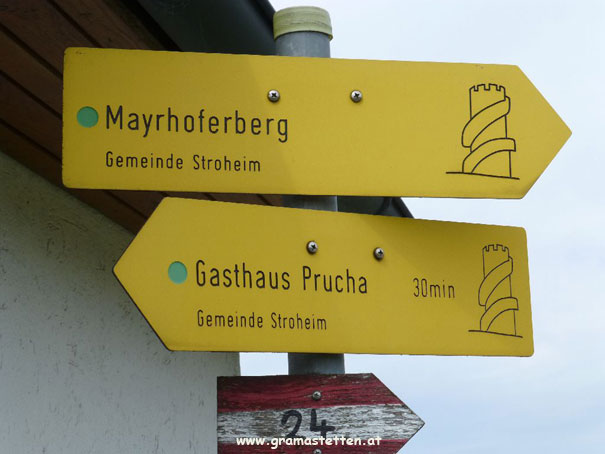 Mayrhoferberg
Gemeinde Stroheim
Gasthaus Prucha 30min
Gemeinde Stroheim
24
www.gramastetten.at